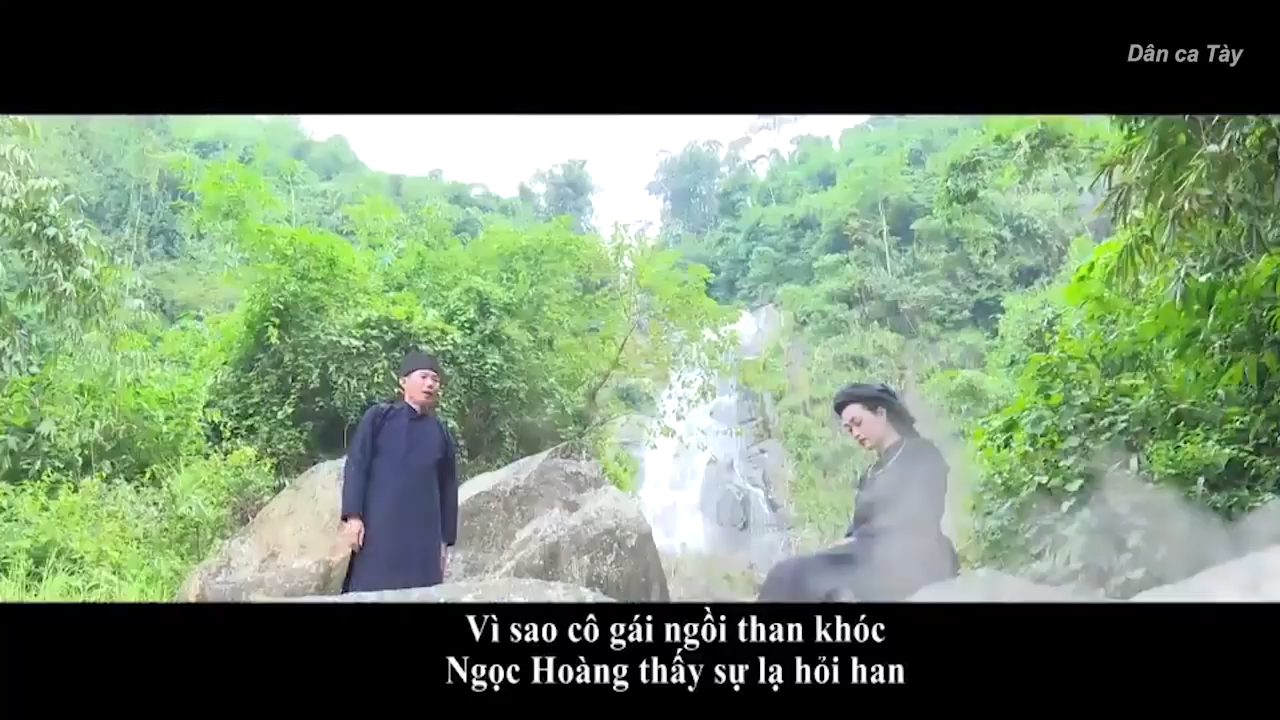 Dân ca Tày
Vì sao cô gái ngồi than khóc
Ngọc Hoàng thấy sự lạ hỏi han